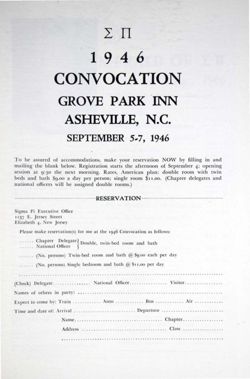 Σ Π
1946
CONVOCATION
GROVE PARK INN
ASHEVILLE, N.C.
SEPTEMBER 5-7, 1946
To be assured of accommodations, make your reservation NOW by filling in and
mailing the blank below. Registration starts the afternoon of September 4; opening
session at 9:30 the next morning. Rates, American plan: double room with twin
beds and bath $9.00 a day per person; single room $11.00. (Chapter delegates and
national officers will be assigned double rooms.)
RESERVATION
Sigma Pi Executive Office
1137 E. Jersey Street
Elizabeth 4, New Jersey
Please make reservation(s) for me at the 1946 Convocation as follows:
Chapter Delegate } Double, twin-bed room and bath
National Officer
(No. persons) Twin-bed room and bath @ $9.00 each per day
(No. persons) Single bedroom and bath @ $11.00 per day
(Check) Delegate National Officer Visitor
Names of others in party:
Expect to come by: Train Auto Bus Air
Time and date of: Arrival Departure
Name Chapter
Address Class